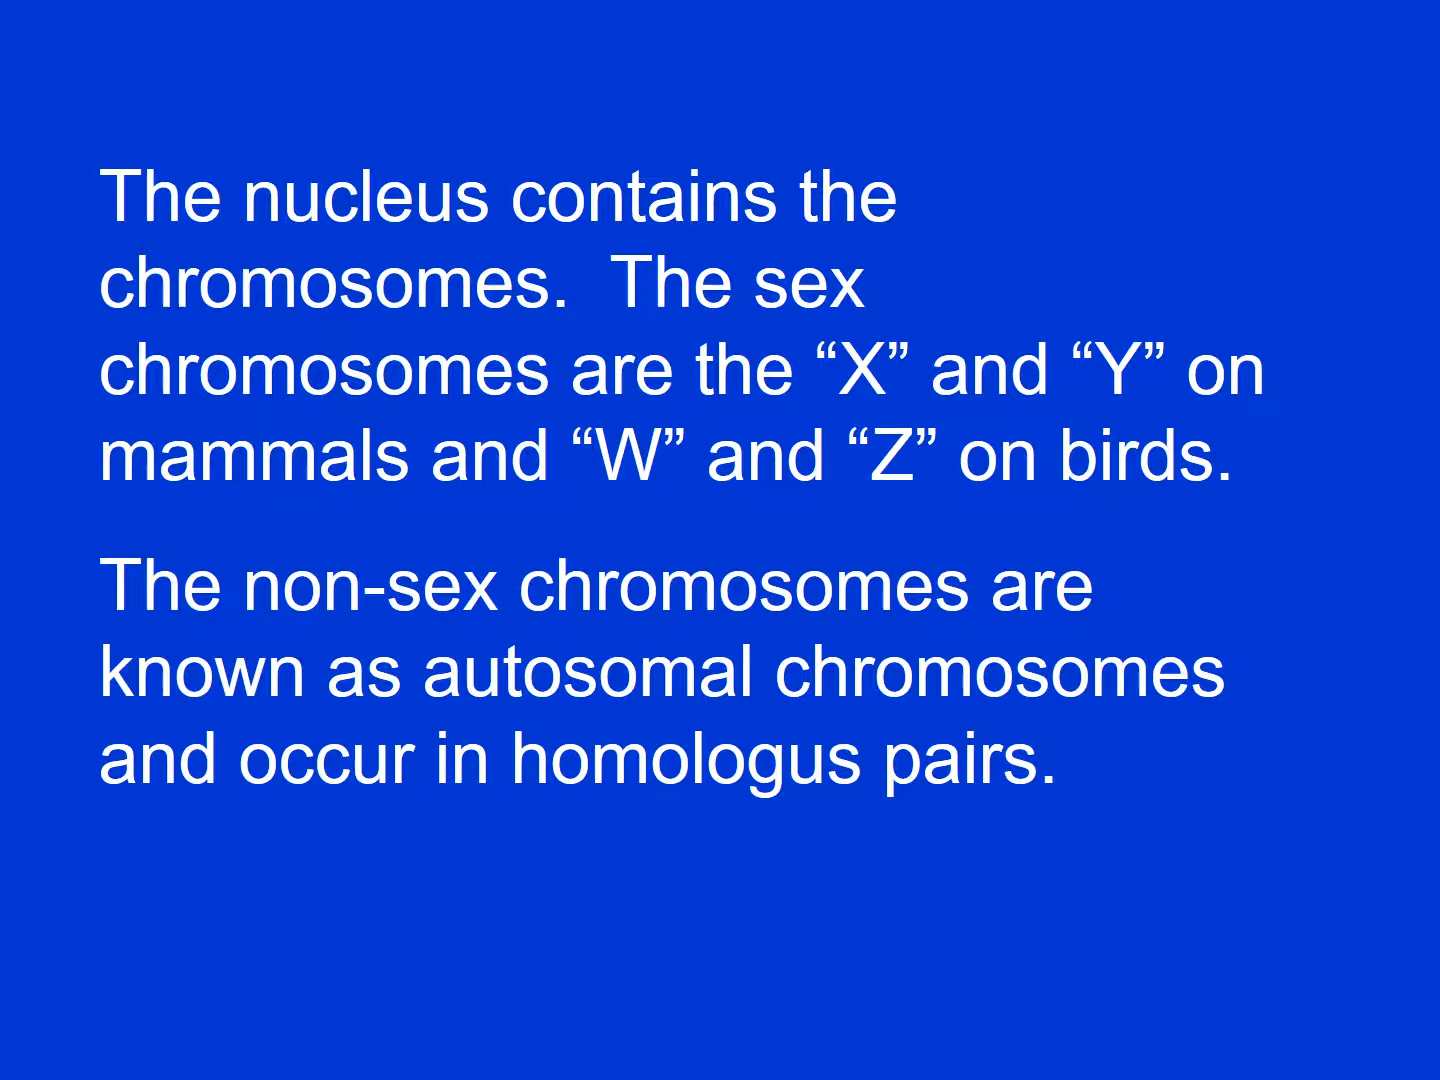 The nucleus contains the
chromosomes.  The sex
chromosomes are the “X” and “Y” on
mammals and “W” and “Z” on birds.
The non-sex chromosomes are
known as autosomal chromosomes
and occur in homologus pairs.